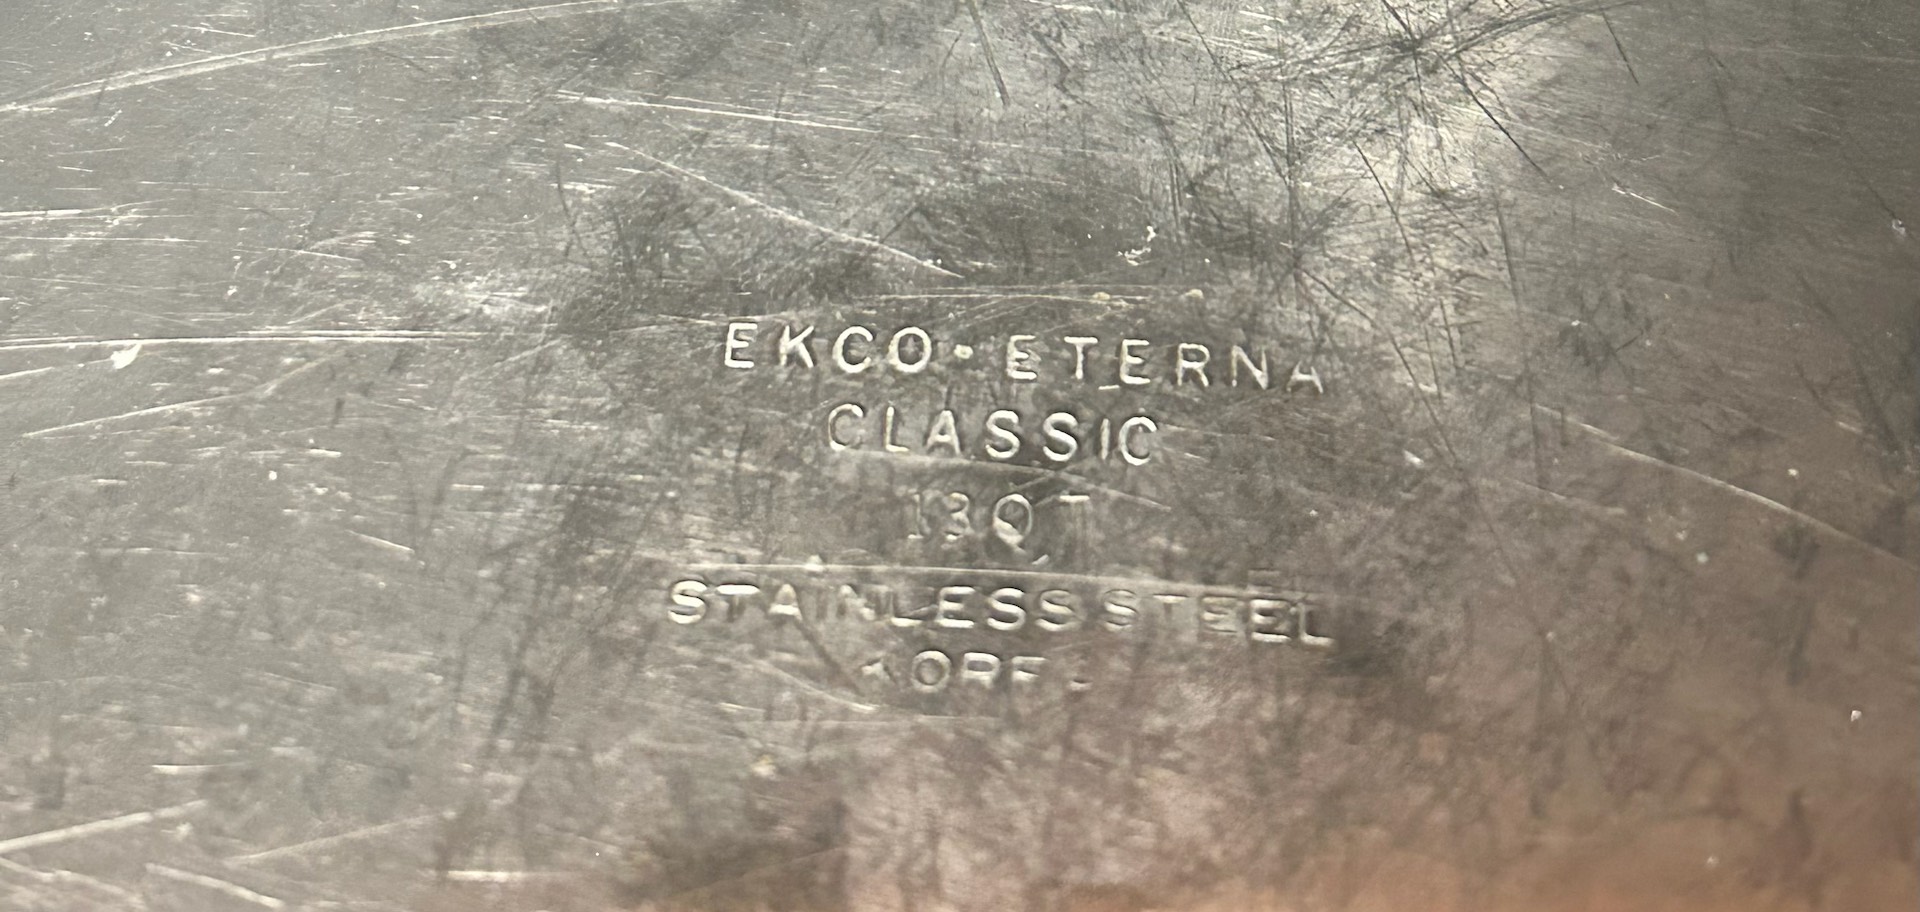 EKCO·ETERNA
CLASSIC
13QT
STAINLESS STEEL